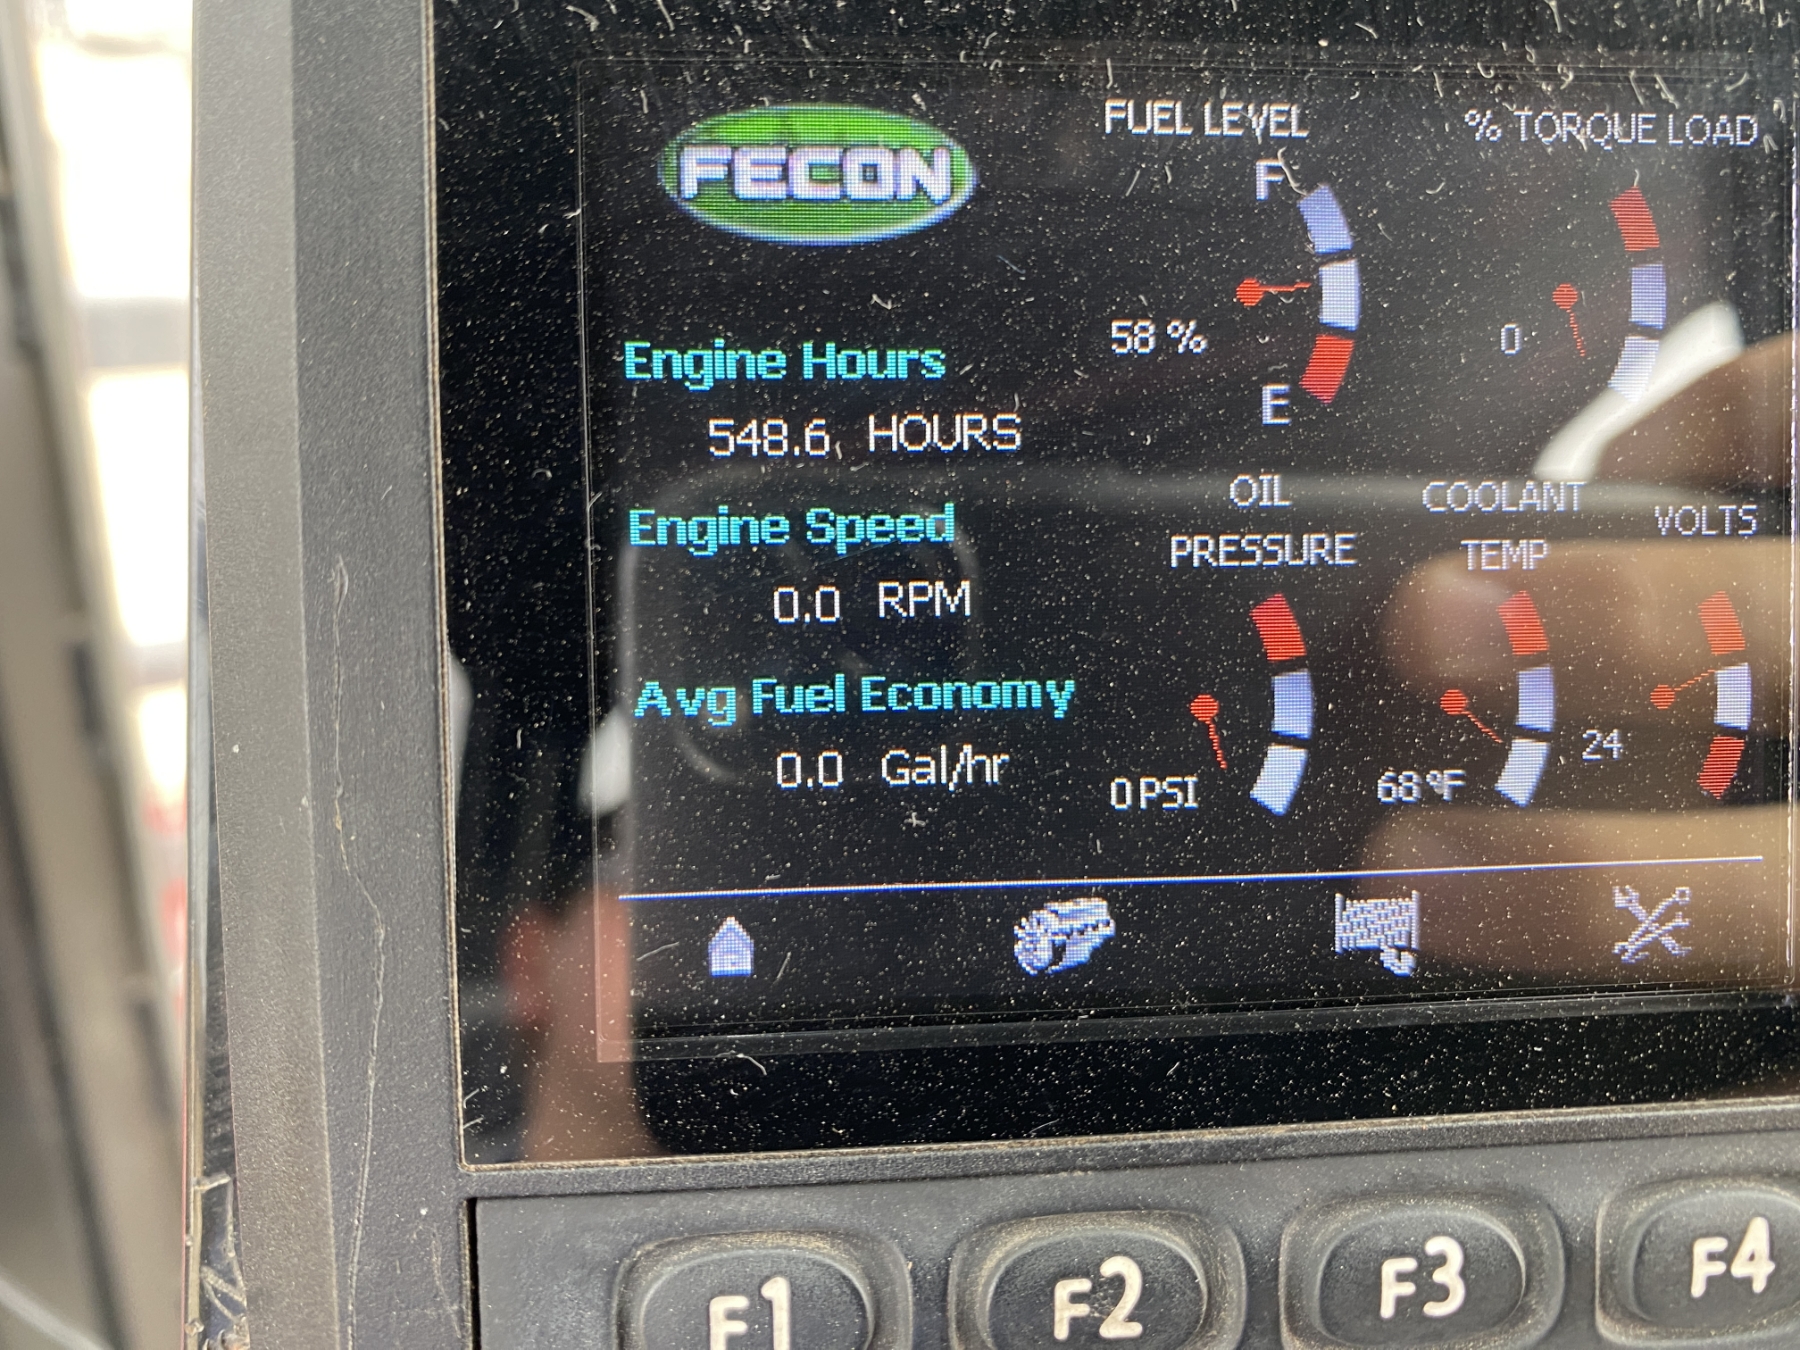 FECON
FUEL LEVEL
% TORQUE LOAD
F
58 %
0
E
Engine Hours
548.6 HOURS
Engine Speed
0.0 RPM
Avg Fuel Economy
0.0 Gal/hr
OIL
PRESSURE
0 PSI
COOLANT
TEMP
68 °F
VOLTS
24
F1
F2
F3
F4